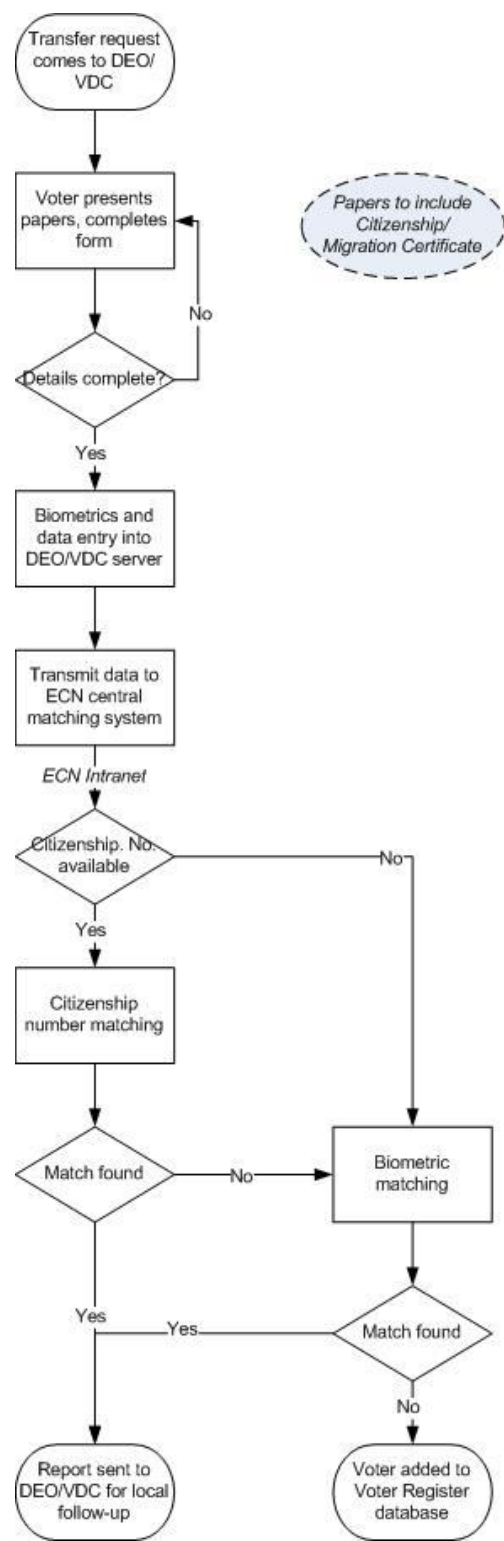 Transfer request
comes to DEO/
VDC
Voter presents
papers, completes
form
Papers to include
Citizenship/
Migration Certificate
No
Details complete?
Yes
Biometrics and
data entry into
DEO/VDC server
Transmit data to
ECN central
matching system
ECN Intranet
Citizenship. No.
available
No
Yes
Citizenship
number matching
Match found
No
Biometric
matching
Yes
Yes
Match found
No
Report sent to
DEO/VDC for local
follow-up
Voter added to
Voter Register
database